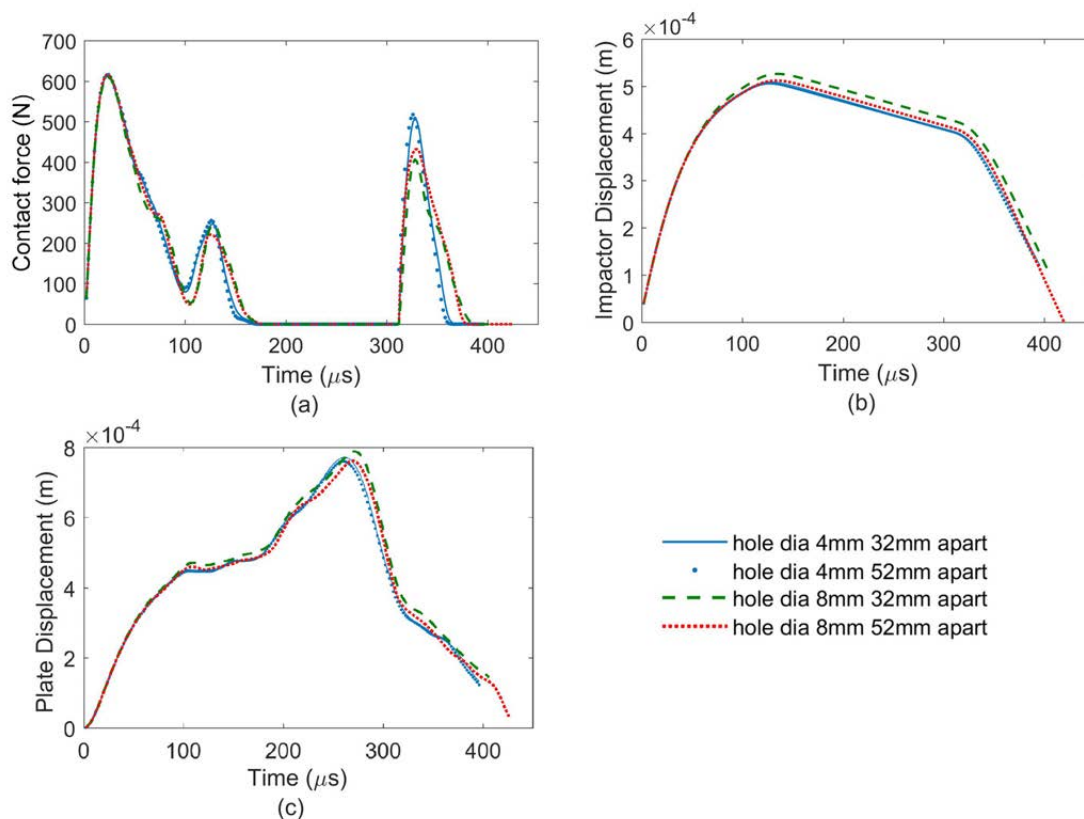 700
600
500
400
300
200
100
0
Contact force (N)
0 100 200 300 400
Time (μs)
(a)
×10⁻⁴
6
5
4
3
2
1
0
Impactor Displacement (m)
0 100 200 300 400
Time (μs)
(b)
×10⁻⁴
8
6
4
2
0
Plate Displacement (m)
0 100 200 300 400
Time (μs)
(c)
hole dia 4mm 32mm apart
hole dia 4mm 52mm apart
hole dia 8mm 32mm apart
hole dia 8mm 52mm apart